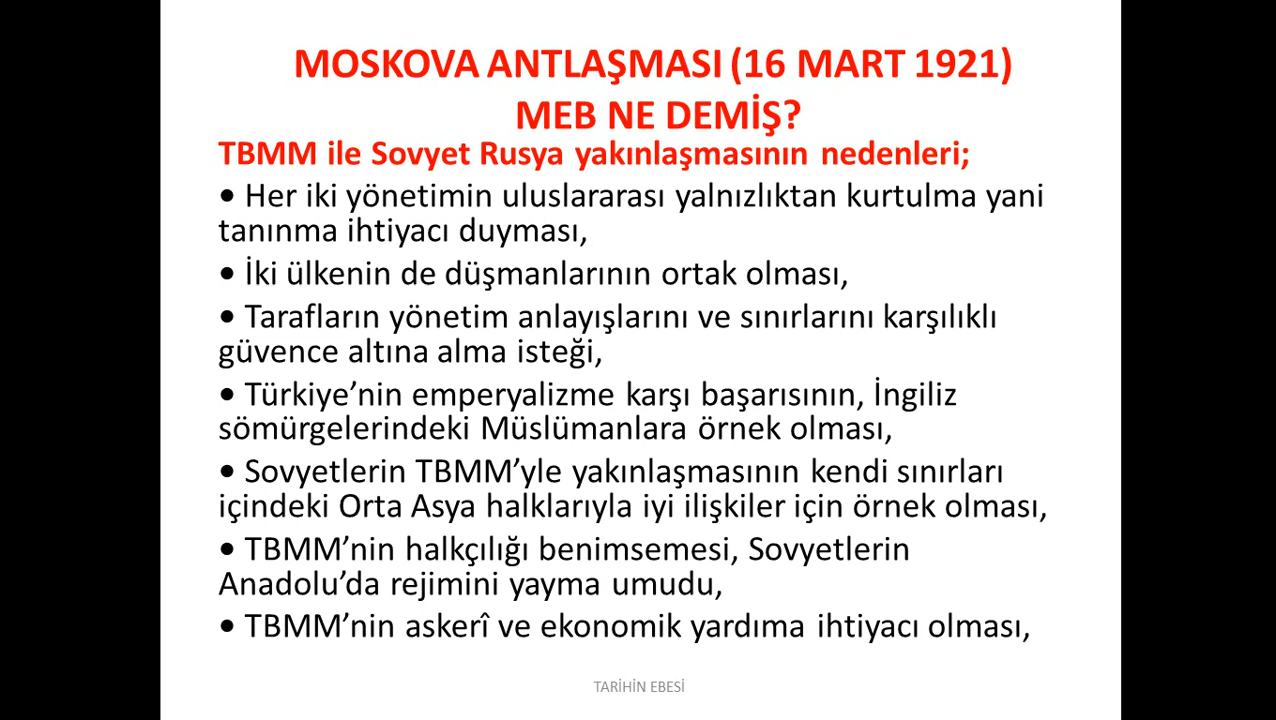 MOSKOVA ANTLAŞMASI (16 MART 1921)
MEB NE DEMİŞ?
TBMM ile Sovyet Rusya yakınlaşmasının nedenleri;
• Her iki yönetimin uluslararası yalnızlıktan kurtulma yani
tanınma ihtiyacı duyması,
• İki ülkenin de düşmanlarının ortak olması,
• Tarafların yönetim anlayışlarını ve sınırlarını karşılıklı
güvence altına alma isteği,
• Türkiye’nin emperyalizme karşı başarısının, İngiliz
sömürgelerindeki Müslümanlara örnek olması,
• Sovyetlerin TBMM’yle yakınlaşmasının kendi sınırları
içindeki Orta Asya halklarıyla iyi ilişkiler için örnek olması,
• TBMM’nin halkçılığı benimsemesi, Sovyetlerin
Anadolu’da rejimini yayma umudu,
• TBMM’nin askerî ve ekonomik yardıma ihtiyacı olması,
TARİHİN EBESİ